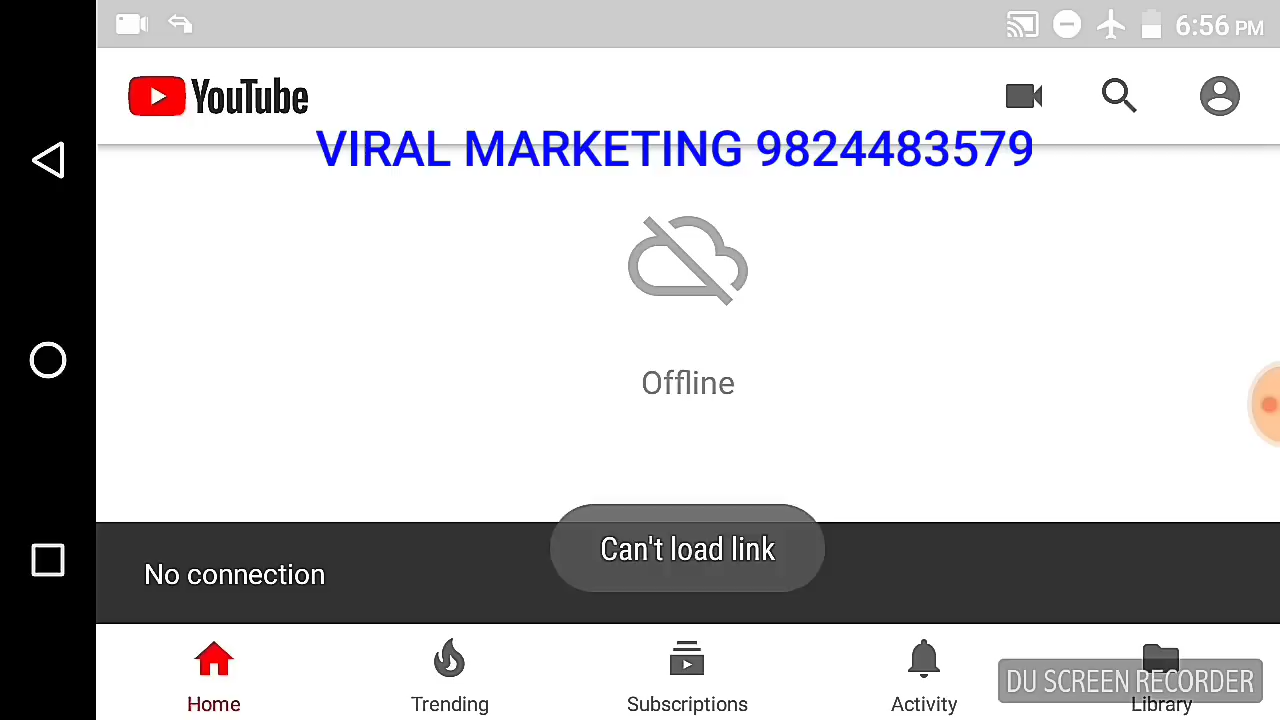 6:56 PM
YouTube
VIRAL MARKETING 9824483579
Offline
Can't load link
No connection
Home Trending Subscriptions Activity Library
DU SCREEN RECORDER